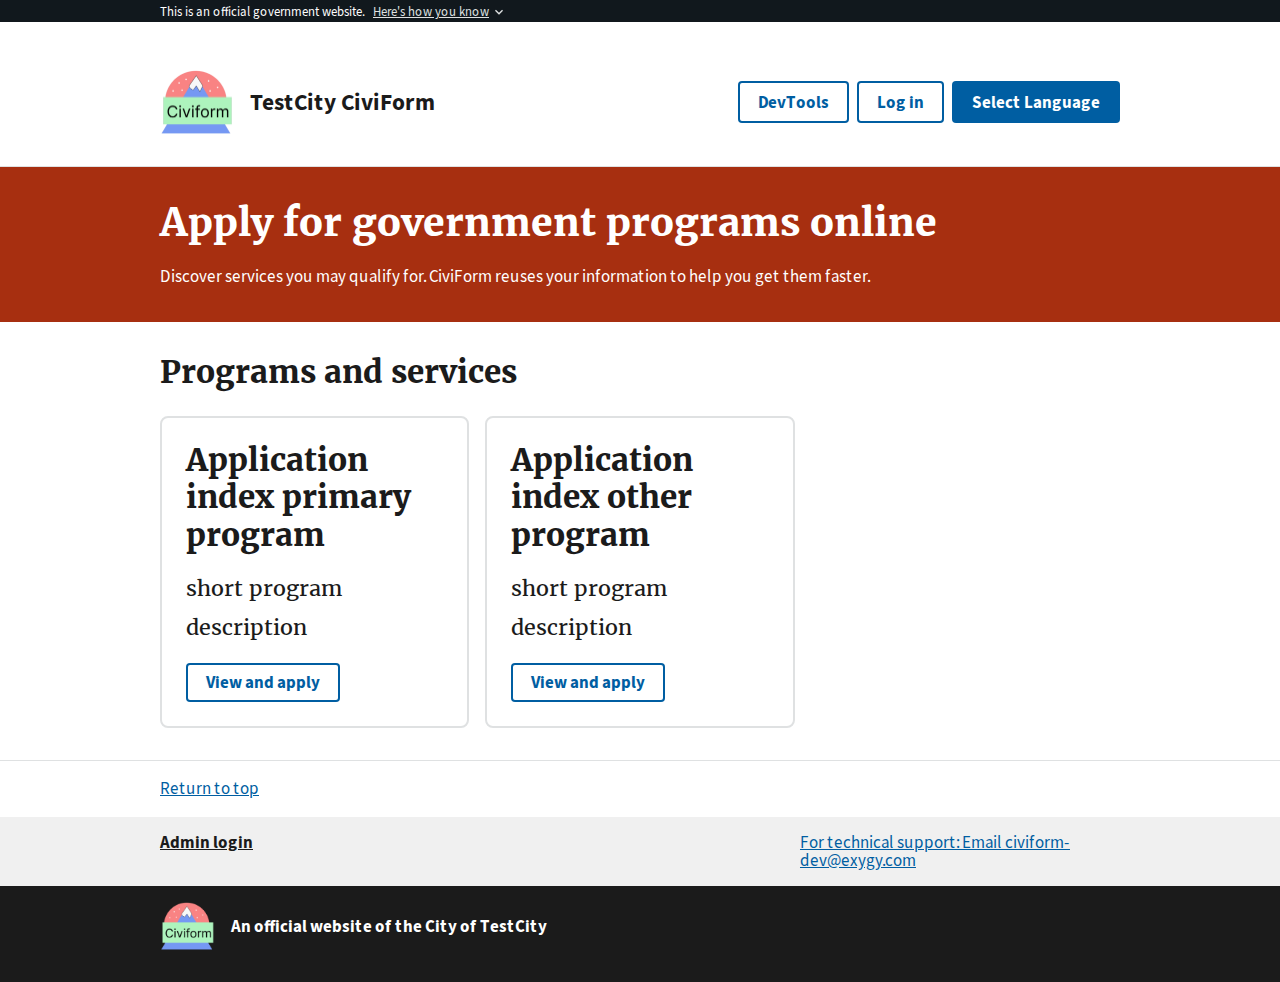 This is an official government website. Here's how you know
Civiform
TestCity CiviForm
DevTools
Log in
Select Language
Apply for government programs online
Discover services you may qualify for. CiviForm reuses your information to help you get them faster.
Programs and services
Application
index primary
program
short program
description
View and apply
Application
index other
program
short program
description
View and apply
Return to top
Admin login
For technical support: Email civiform-
dev@exygy.com
Civiform
An official website of the City of TestCity